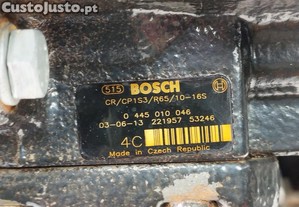 CustoJusto.pt
515 BOSCH
CR/CP1S3/R65/10-16S
0 445 010 046
03-06-13 221957 53246
4C
Made in Czech Republic